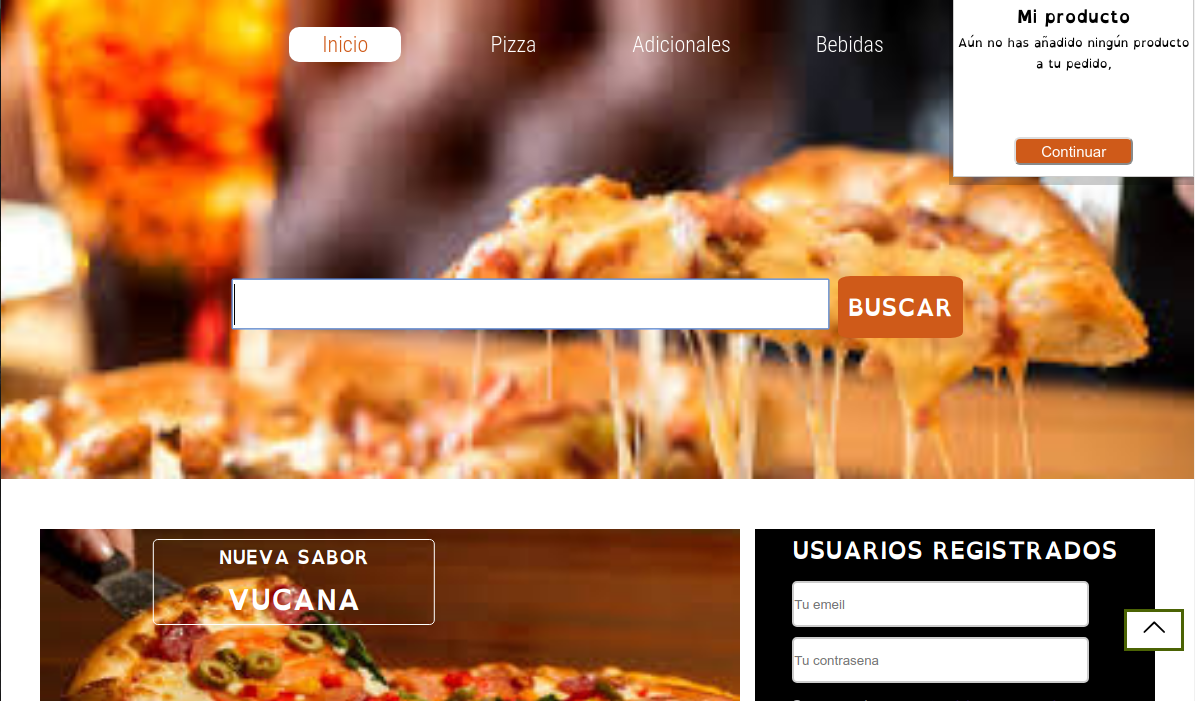 Inicio
Pizza
Adicionales
Bebidas
Mi producto
Aún no has añadido ningún producto
a tu pedido,
Continuar
BUSCAR
NUEVA SABOR
VUCANA
USUARIOS REGISTRADOS
Tu emeil
Tu contrasena